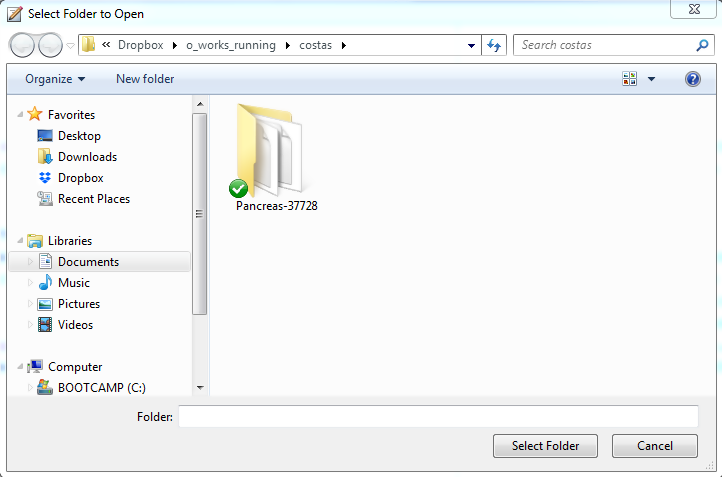 Select Folder to Open
« Dropbox o_works_running costas
Search costas
Organize New folder
Favorites
Desktop
Downloads
Dropbox
Recent Places
Libraries
Documents
Music
Pictures
Videos
Computer
BOOTCAMP (C:)
Pancreas-37728
Folder:
Select Folder Cancel